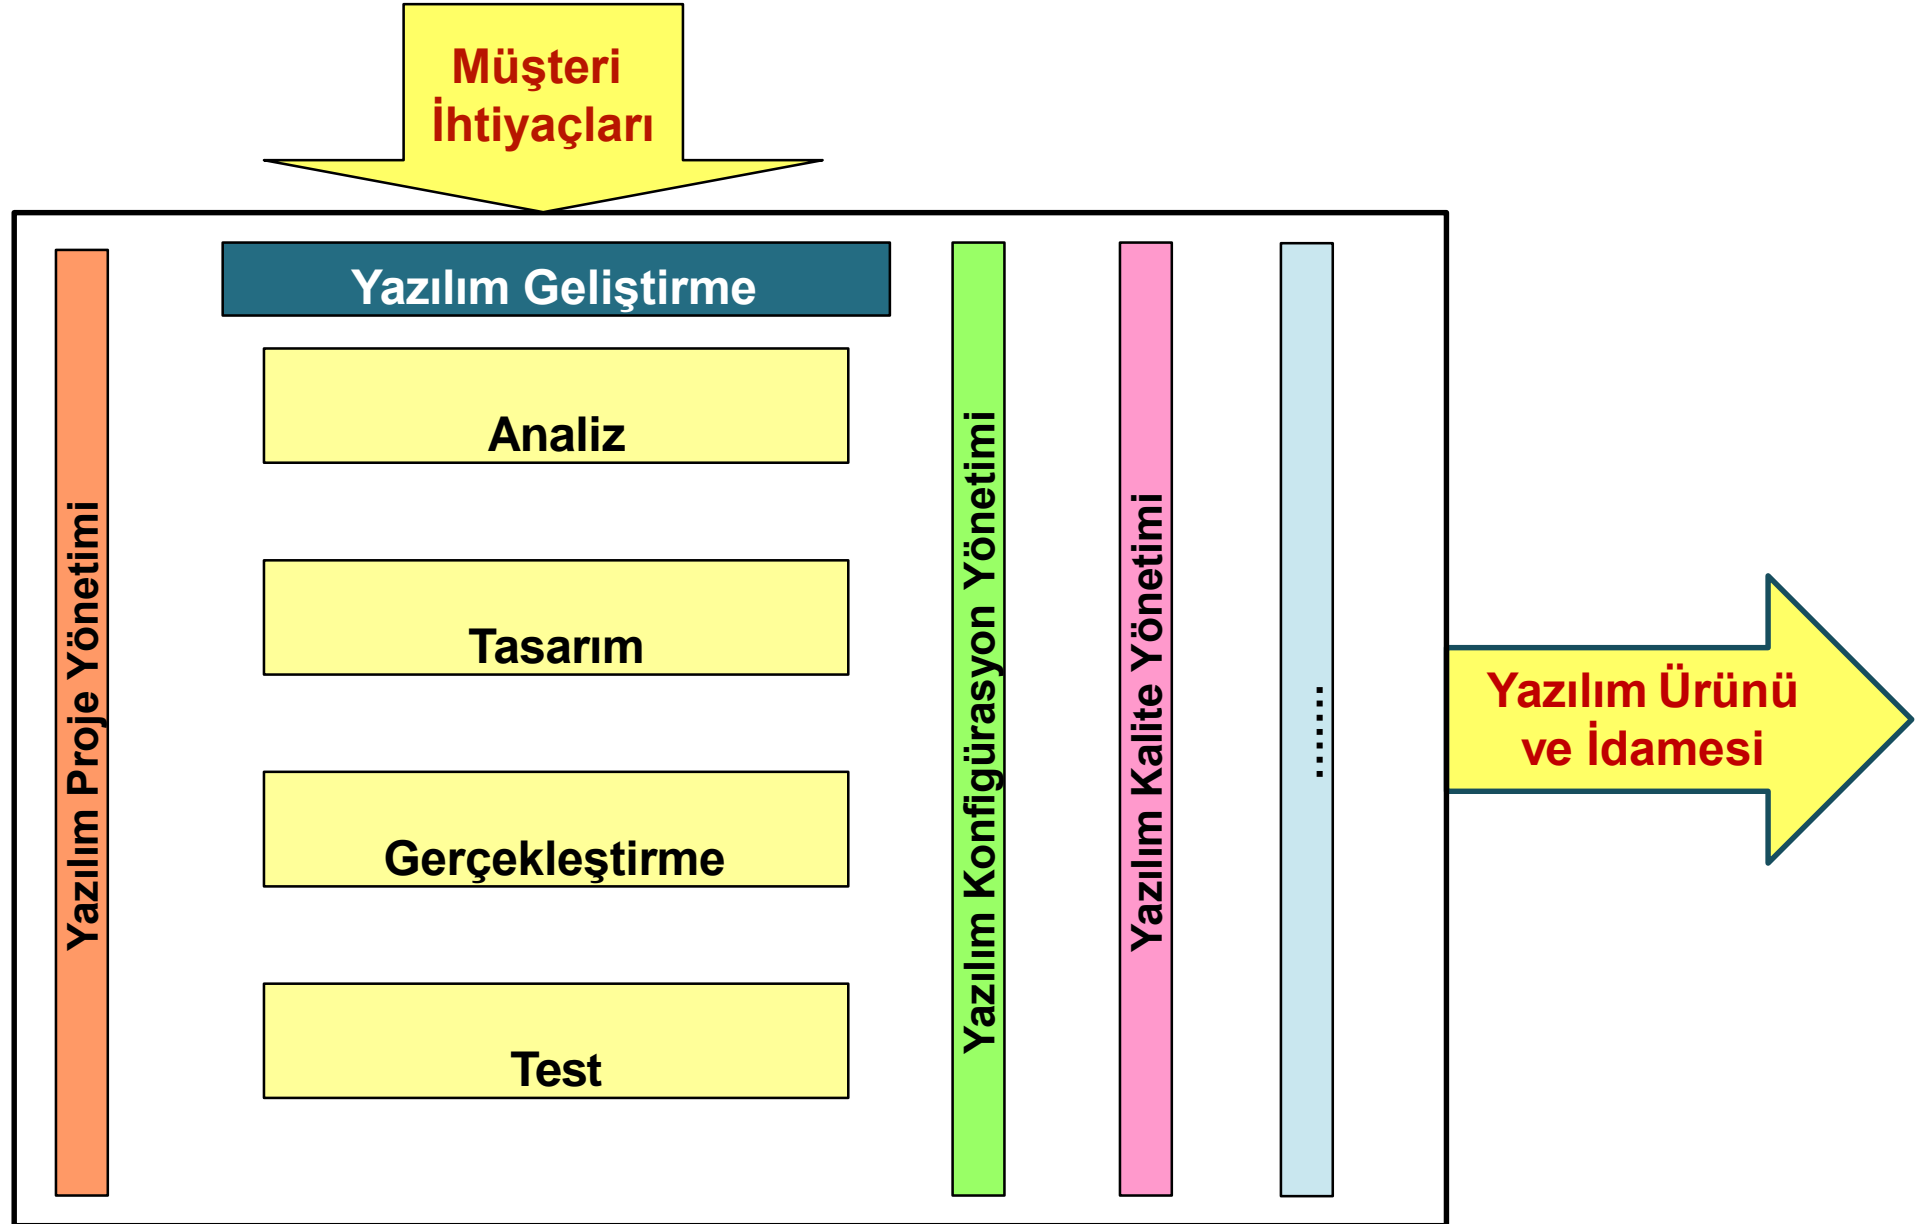 Müşteri
İhtiyaçları
Yazılım Proje Yönetimi
Yazılım Geliştirme
Analiz
Tasarım
Gerçekleştirme
Test
Yazılım Konfigürasyon Yönetimi
Yazılım Kalite Yönetimi
.......
Yazılım Ürünü
ve İdamesi